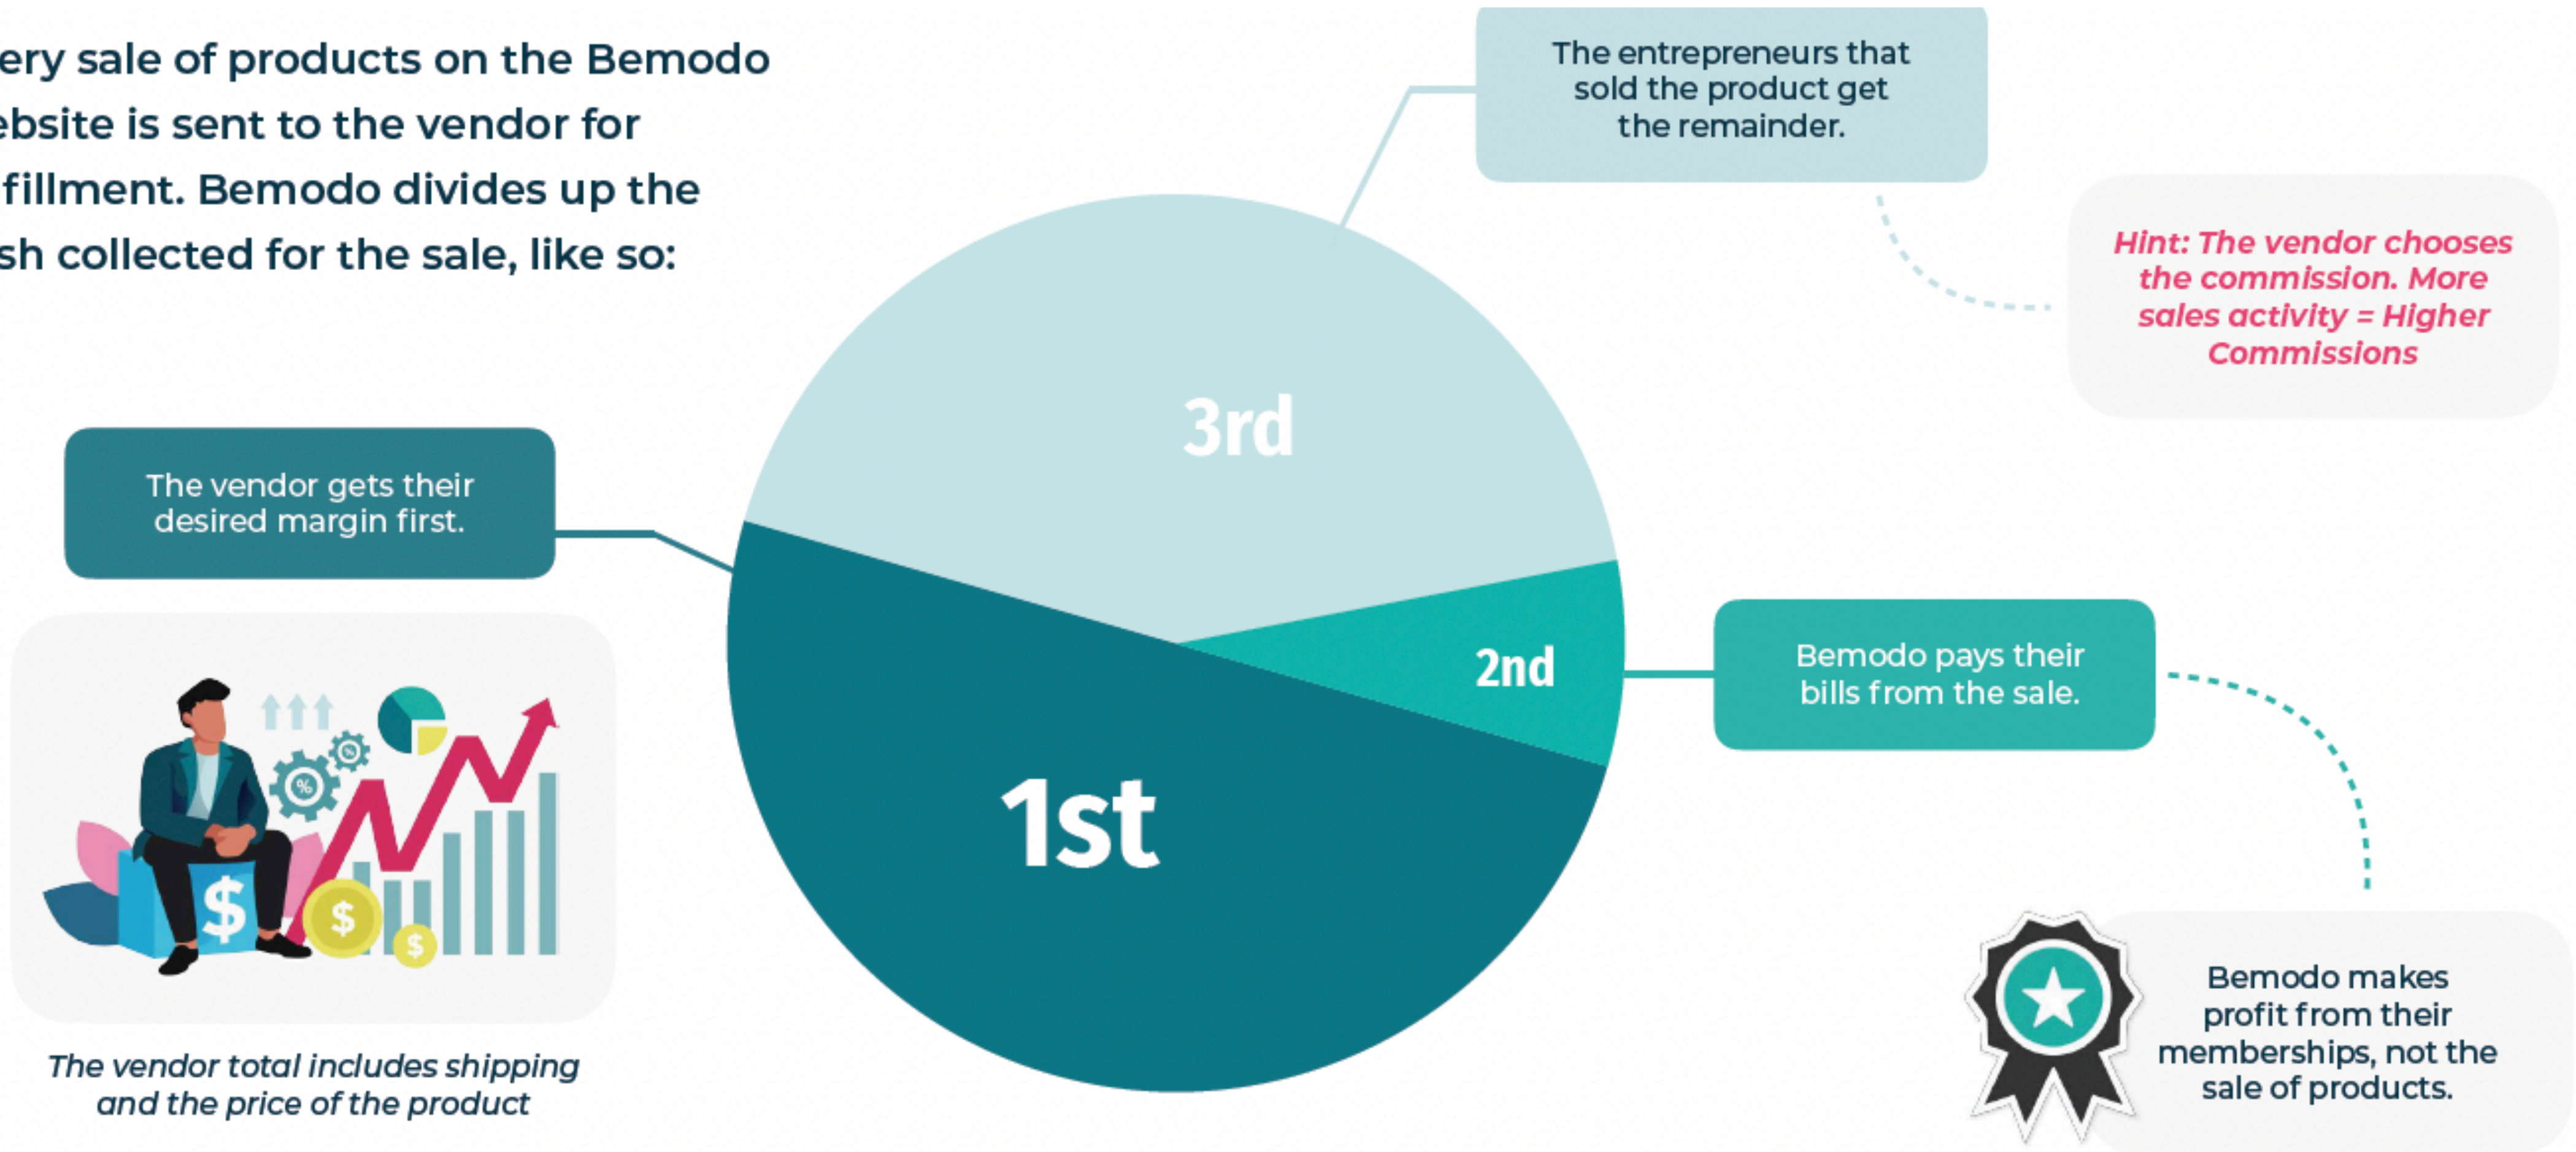 ery sale of products on the Bemodo
ebsite is sent to the vendor for
fillment. Bemodo divides up the
sh collected for the sale, like so:
The entrepreneurs that
sold the product get
the remainder.
Hint: The vendor chooses
the commission. More
sales activity = Higher
Commissions
3rd
The vendor gets their
desired margin first.
2nd
Bemodo pays their
bills from the sale.
1st
%
%
$
$
$
The vendor total includes shipping
and the price of the product
Bemodo makes
profit from their
memberships, not the
sale of products.